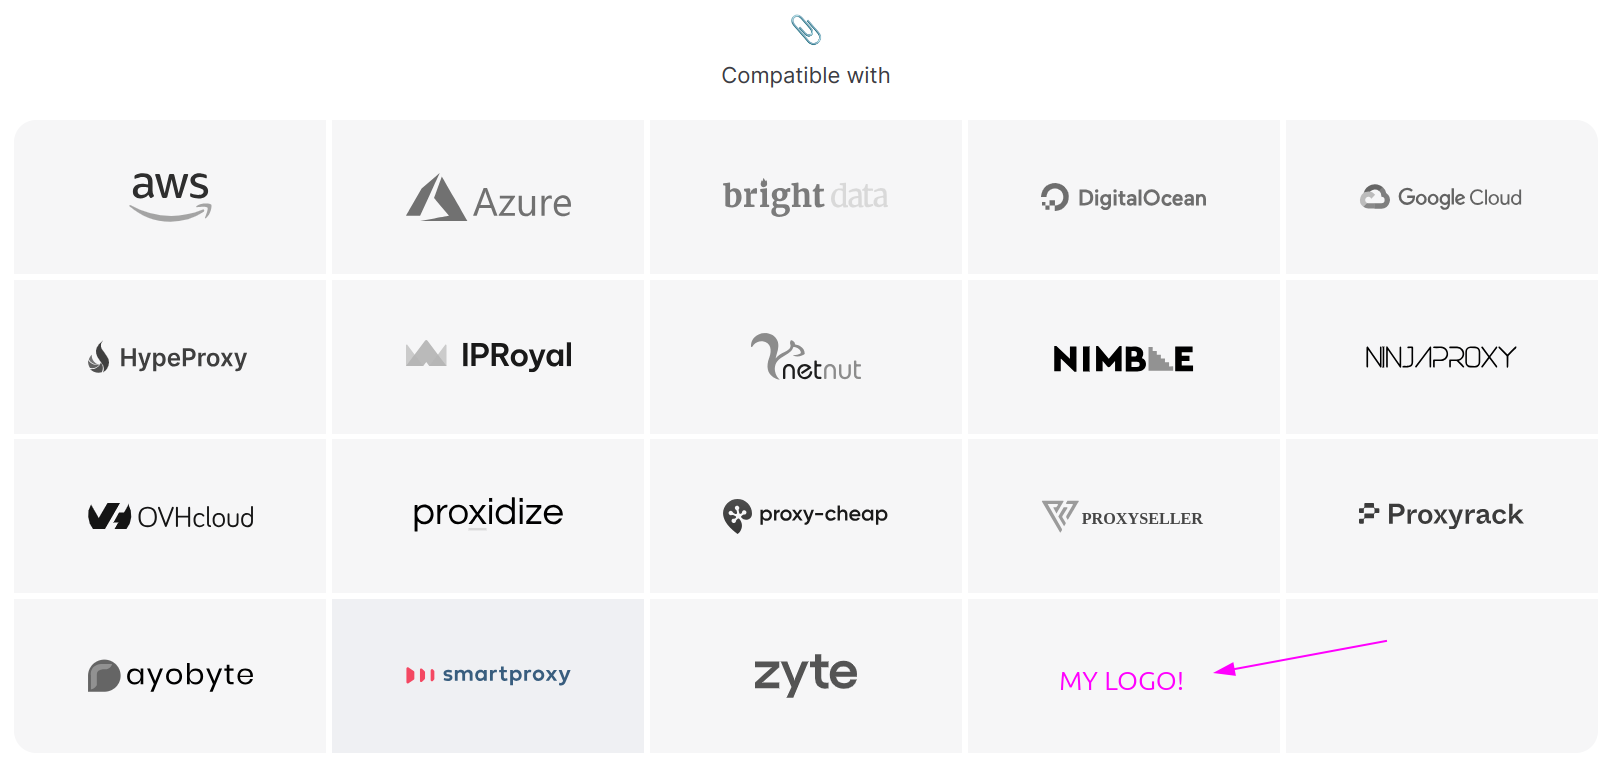 Compatible with
aws
Azure
bright data
DigitalOcean
Google Cloud
HypeProxy
IPRoyal
netnut
NIMBLE
NINJAPROXY
OVHcloud
proxidize
proxy-cheap
PROXYSELLER
Proxyrack
ayobyte
smartproxy
zyte
MY LOGO!